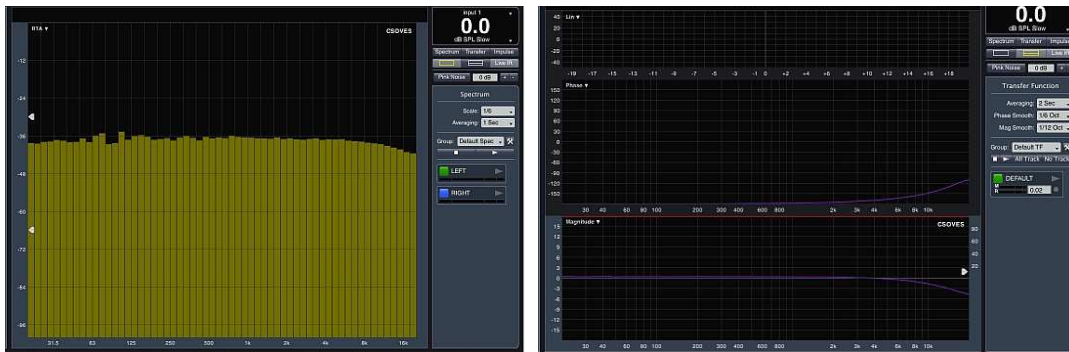 RTA ▼
CSOVES
-12
-24
-36
-48
-60
-72
-84
-96
31.5 63 125 250 500 1k 2k 4k 8k 16k
Input 1
0.0
dB SPL Slow
Spectrum Transfer Impulse
Live IR
Pink Noise 0 dB + -
Spectrum
Scale: 1/6
Averaging: 1 Sec
Group: Default Spec
LEFT
RIGHT
40 Lin ▼
20
0
-20
-40
-19 -17 -15 -13 -11 -9 -7 -5 -3 -1 0 +2 +4 +6 +8 +10 +12 +14 +16 +18
Phase ▼
150
120
90
60
30
0
-30
-60
-90
-120
-150
30 40 60 80 100 200 300 400 600 800 2k 3k 4k 6k 8k 10k
Magnitude ▼
CSOVES
15
12
9
6
3
0
-3
-6
-9
-12
-15
80
60
40
20
30 40 60 80 100 200 300 400 600 800 2k 3k 4k 6k 8k 10k
0.0
dB SPL Slow
Spectrum Transfer Impulse
Live IR
Pink Noise 0 dB + -
Transfer Function
Averaging: 2 Sec
Phase Smooth: 1/6 Oct
Mag Smooth: 1/12 Oct
Group: Default TF
All Track No Track
DEFAULT
M
R
0.02